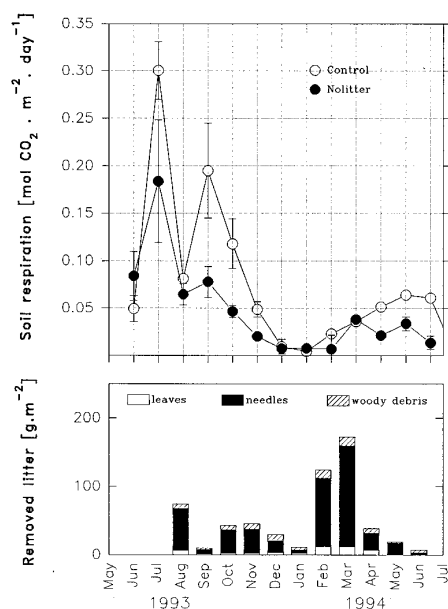 0.35
0.30
0.25
0.20
0.15
0.10
0.05
Soil respiration [mol CO₂ . m⁻² . day⁻¹]
Control
Nolitter
200
100
0
Removed litter [g.m⁻²]
leaves
needles
woody debris
May
Jun
Jul
Aug
Sep
Oct
Nov
Dec
Jan
Feb
Mar
Apr
May
Jun
Jul
1993
1994